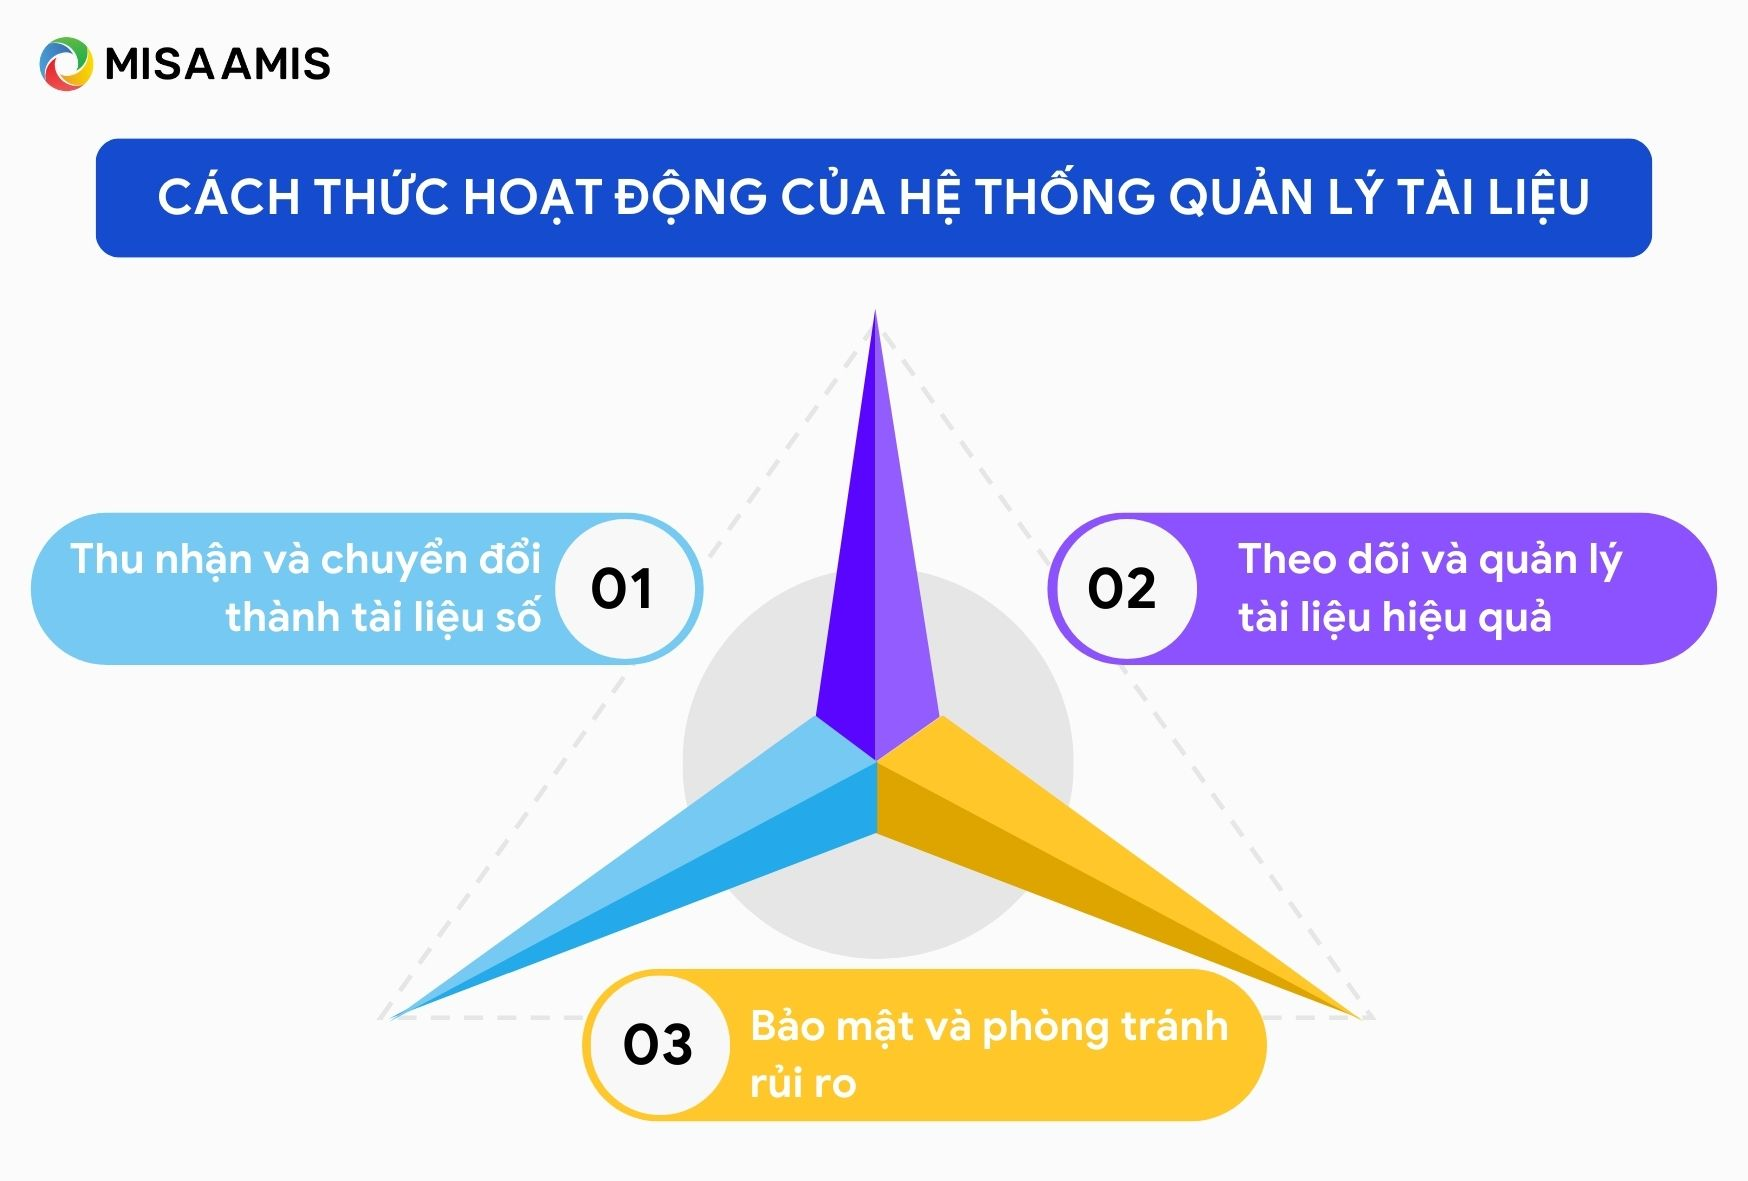 MISA AMIS
CÁCH THỨC HOẠT ĐỘNG CỦA HỆ THỐNG QUẢN LÝ TÀI LIỆU
Thu nhận và chuyển đổi
thành tài liệu số
01
02
Theo dõi và quản lý
tài liệu hiệu quả
03
Bảo mật và phòng tránh
rủi ro